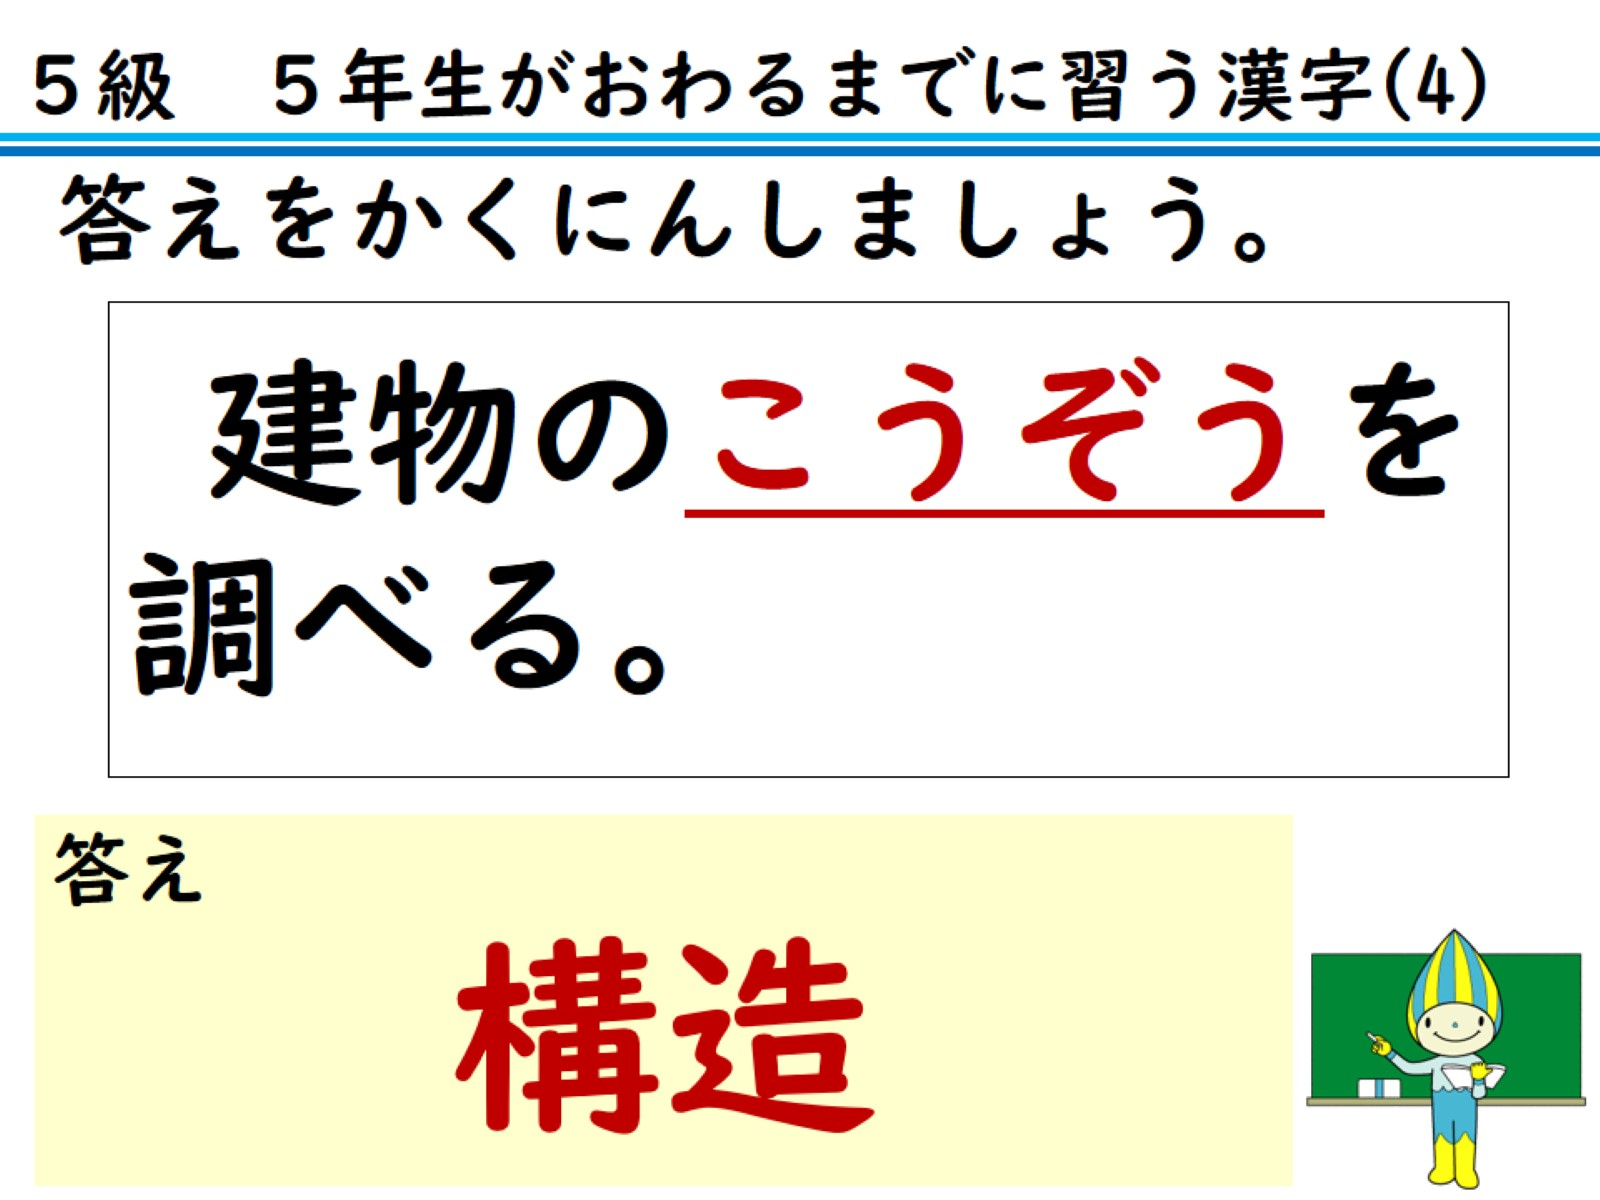 ５級　５年生がおわるまでに習う漢字(4)
答えをかくにんしましょう。
建物のこうぞうを
調べる。
答え
構造